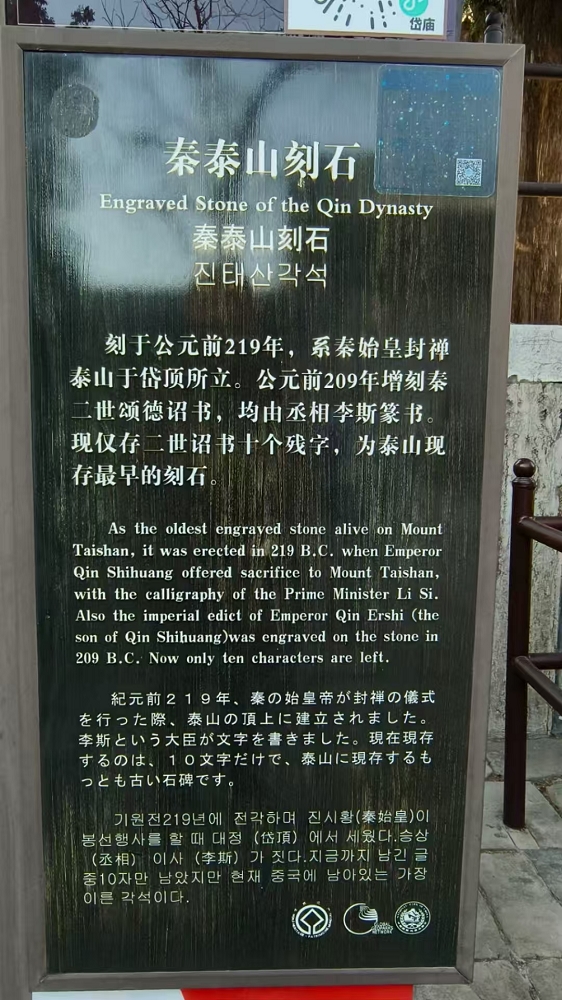 岱庙
秦泰山刻石
Engraved Stone of the Qin Dynasty
秦泰山刻石
진태산각석
刻于公元前219年，系秦始皇封禅
泰山于岱顶所立。公元前209年增刻秦
二世颂德诏书，均由丞相李斯篆书。
现仅存二世诏书十个残字，为泰山现
存最早的刻石。
As the oldest engraved stone alive on Mount
Taishan, it was erected in 219 B.C. when Emperor
Qin Shihuang offered sacrifice to Mount Taishan,
with the calligraphy of the Prime Minister Li Si.
Also the imperial edict of Emperor Qin Ershi (the
son of Qin Shihuang)was engraved on the stone in
209 B.C. Now only ten characters are left.
紀元前２１９年、秦の始皇帝が封禅の儀式
を行った際、泰山の頂上に建立されました。
李斯という大臣が文字を書きました。現在現存
するのは、１０文字だけで、泰山に現存するも
っとも古い石碑です。
기원전219년에 전각하며 진시황(秦始皇)이
봉선행사를 할 때 대정（岱頂）에서 세웠다.승상
（丞相） 이사（李斯）가 짓다.지금까지 남긴 글
중10자만 남았지만 현재 중국에 남아있는 가장
이른 각석이다.
GLOBAL
GEOPARKS
NETWORK